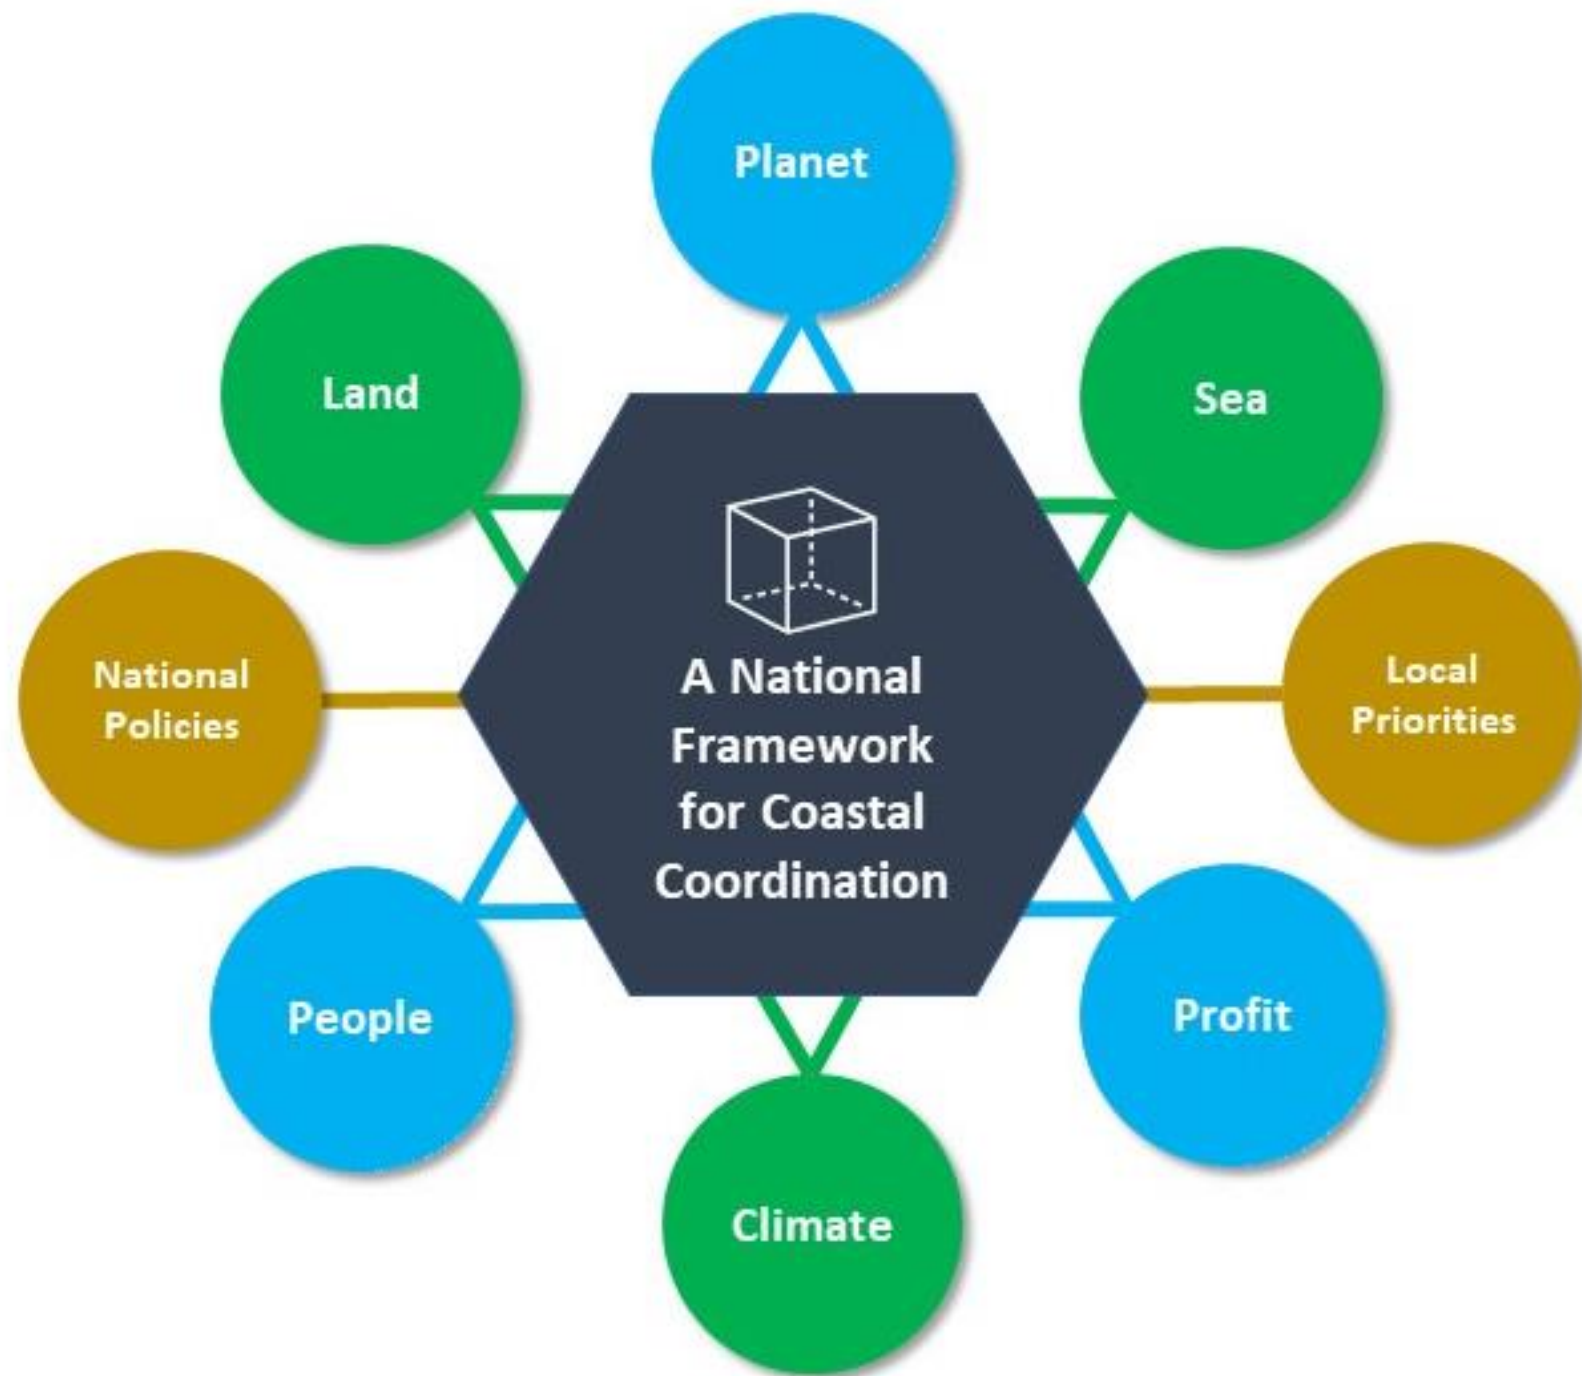 Planet
Land
Sea
National
Policies
A National
Framework
for Coastal
Coordination
Local
Priorities
People
Profit
Climate